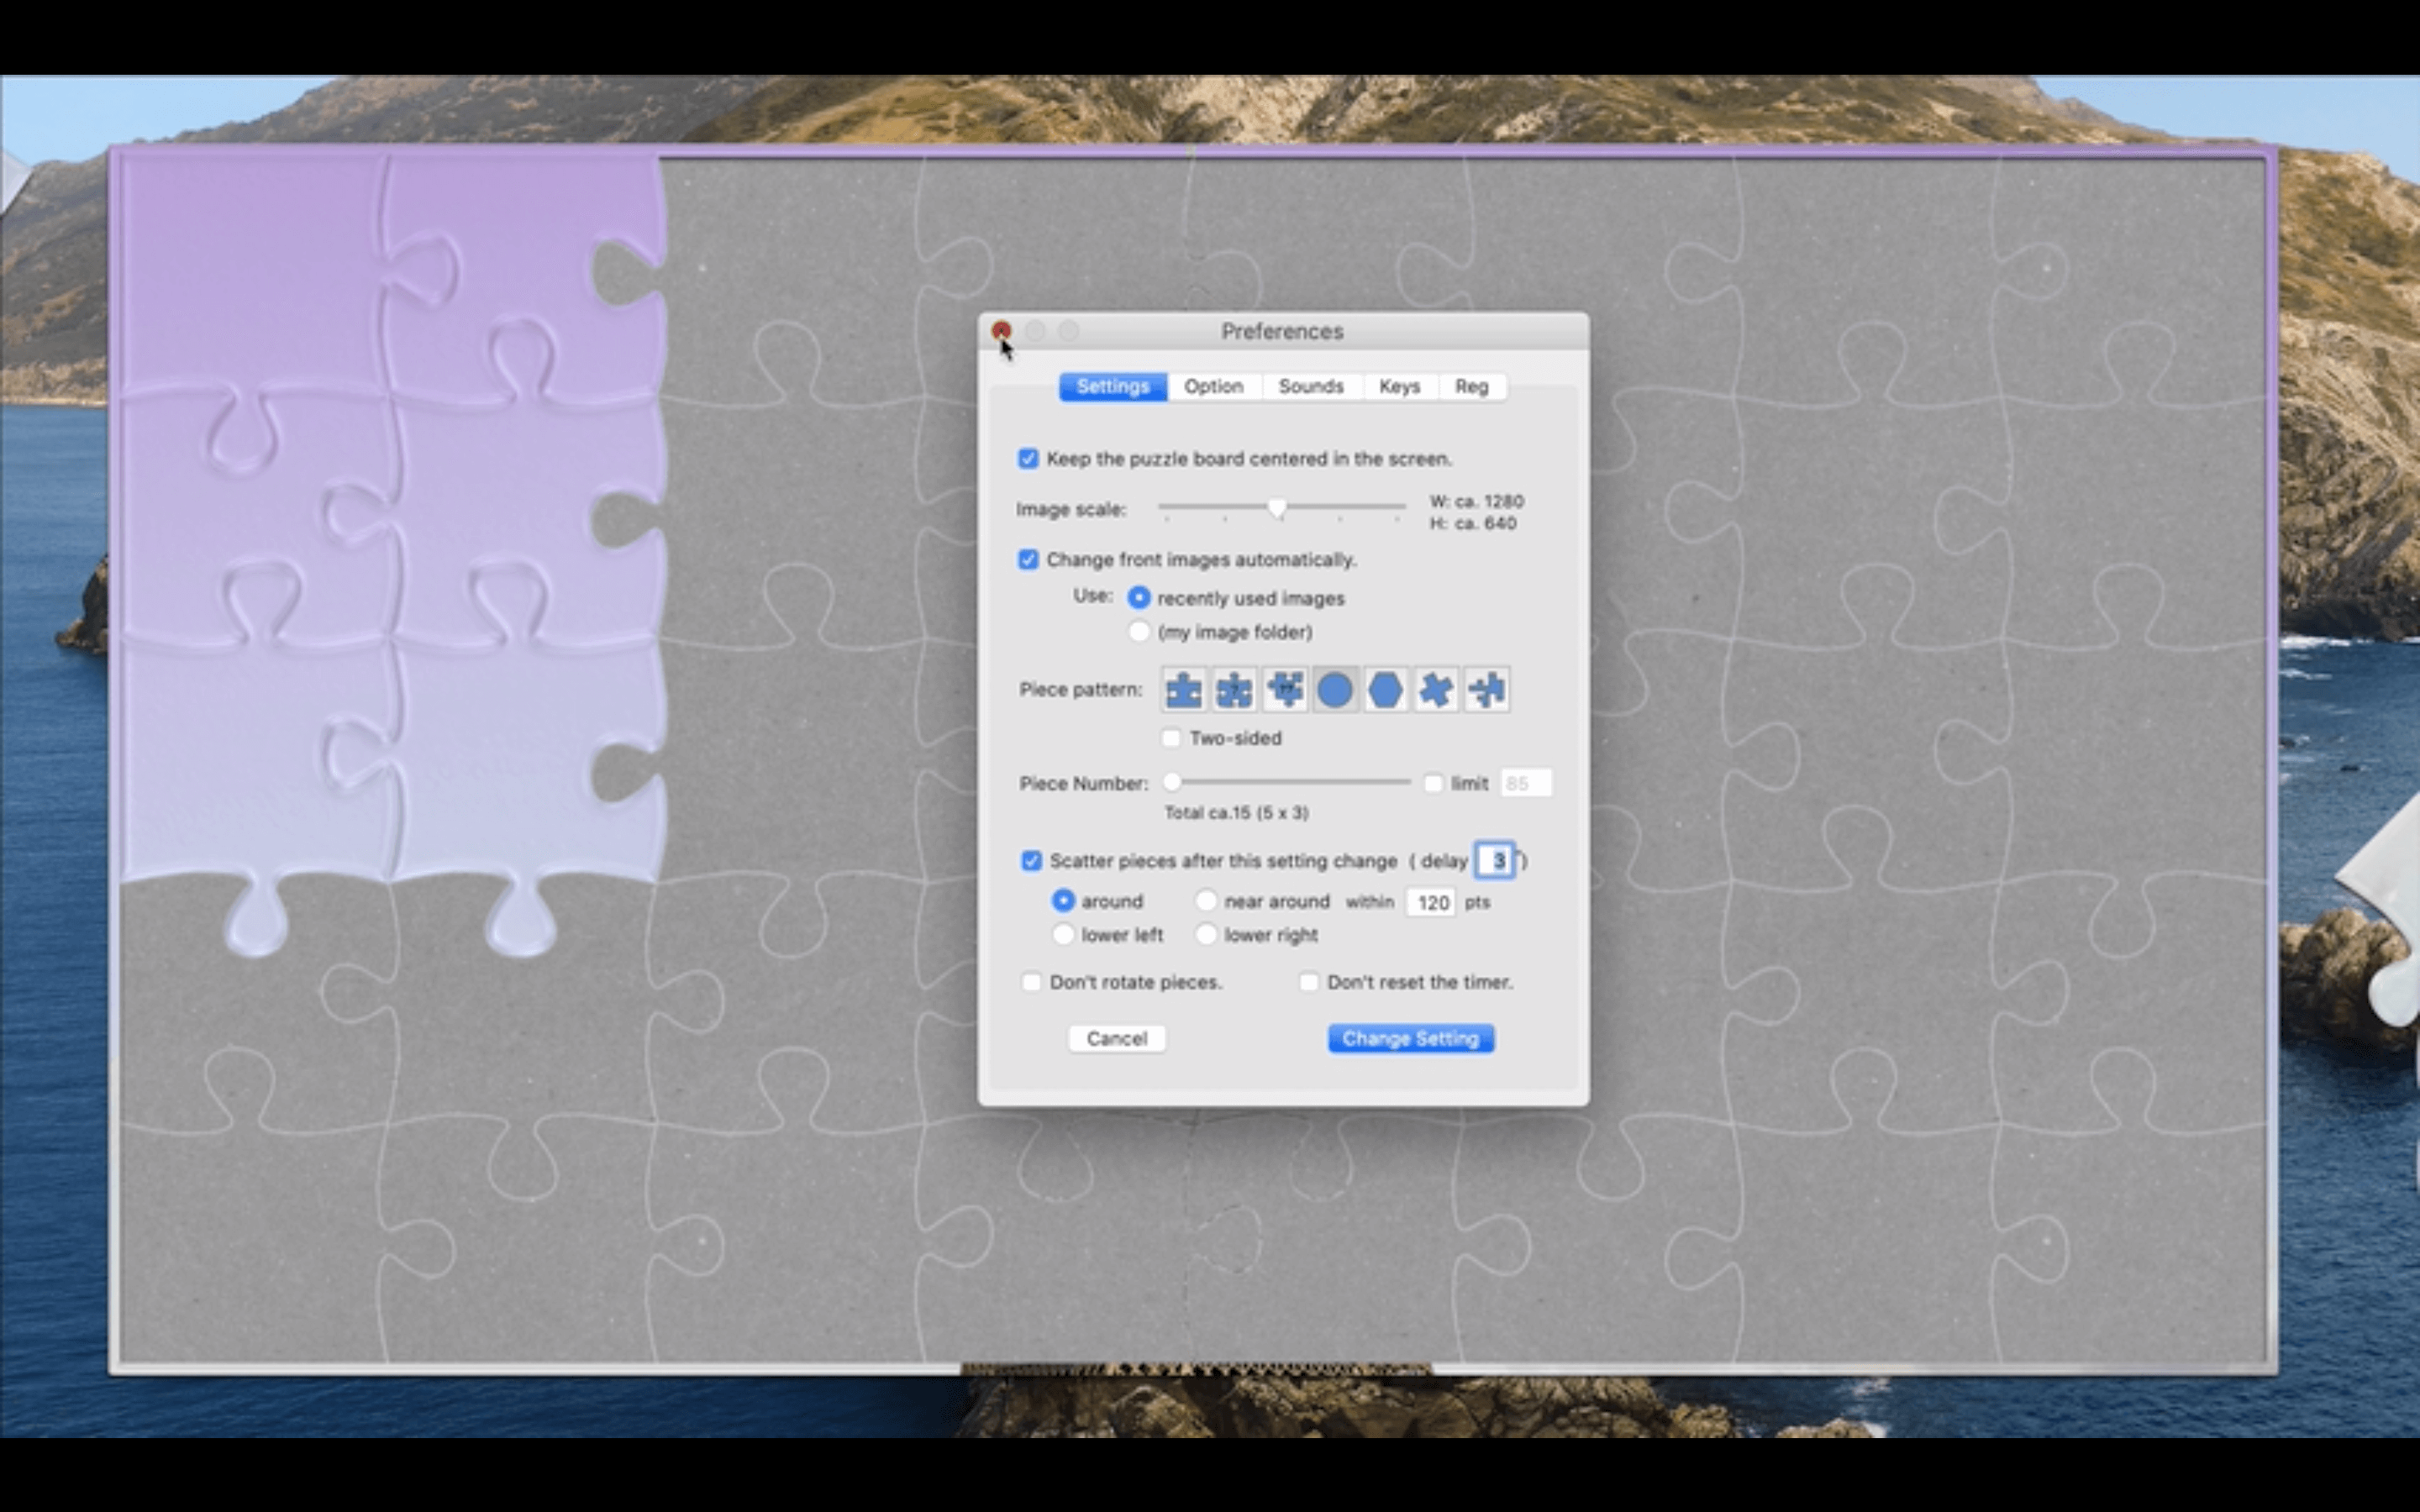 Preferences
Settings Option Sounds Keys Reg
Keep the puzzle board centered in the screen.
Image scale: W: ca. 1280
H: ca. 640
Change front images automatically.
Use: recently used images
(my image folder)
Piece pattern:
Two-sided
Piece Number: limit 85
Total ca.15 (5 x 3)
Scatter pieces after this setting change ( delay 3 ")
around near around within 120 pts
lower left lower right
Don't rotate pieces. Don't reset the timer.
Cancel Change Setting